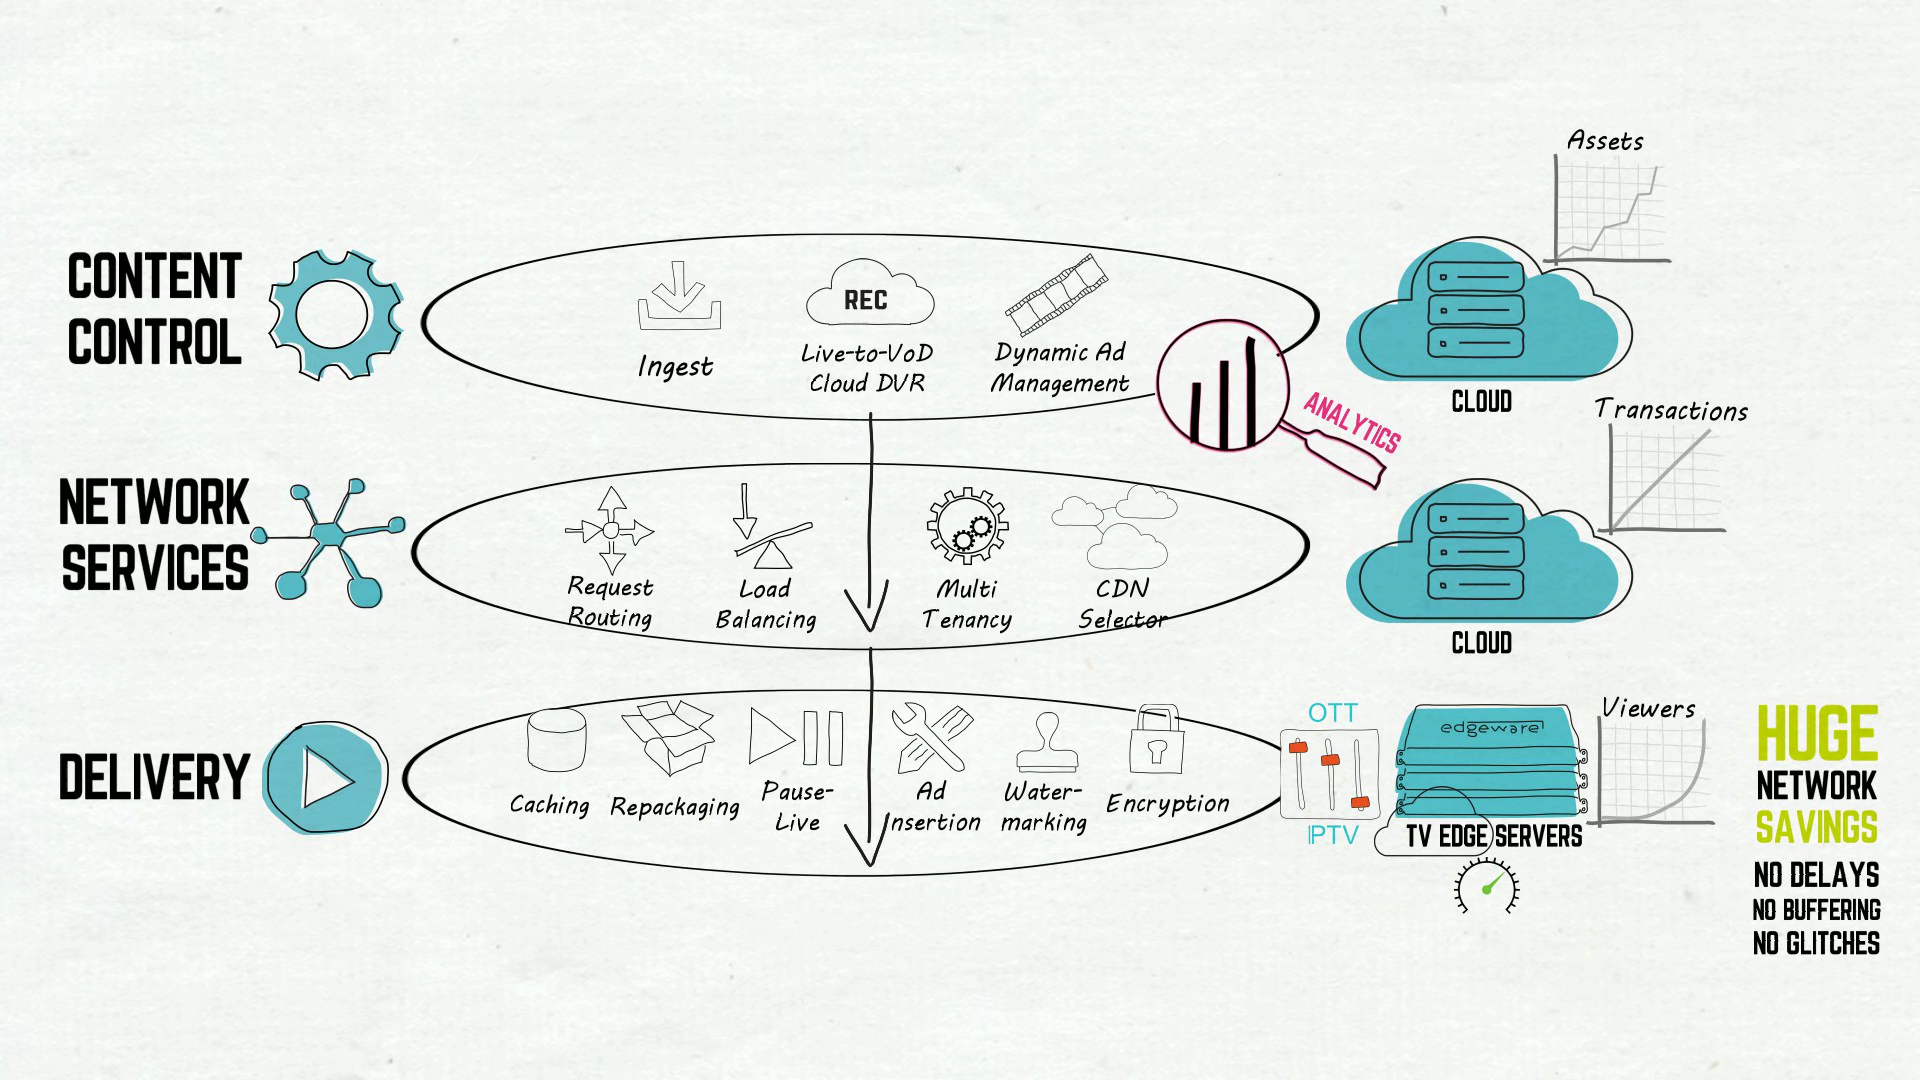 Assets
CONTENT
CONTROL
REC
Ingest
Live-to-VoD
Cloud DVR
Dynamic Ad
Management
ANALYTICS
CLOUD
Transactions
NETWORK
SERVICES
Request
Routing
Load
Balancing
Multi
Tenancy
CDN
Selector
CLOUD
DELIVERY
Caching
Repackaging
Pause-
Live
Ad
Insertion
Water-
marking
Encryption
OTT
IPTV
edgeware
TV EDGE SERVERS
Viewers
HUGE
NETWORK
SAVINGS
NO DELAYS
NO BUFFERING
NO GLITCHES